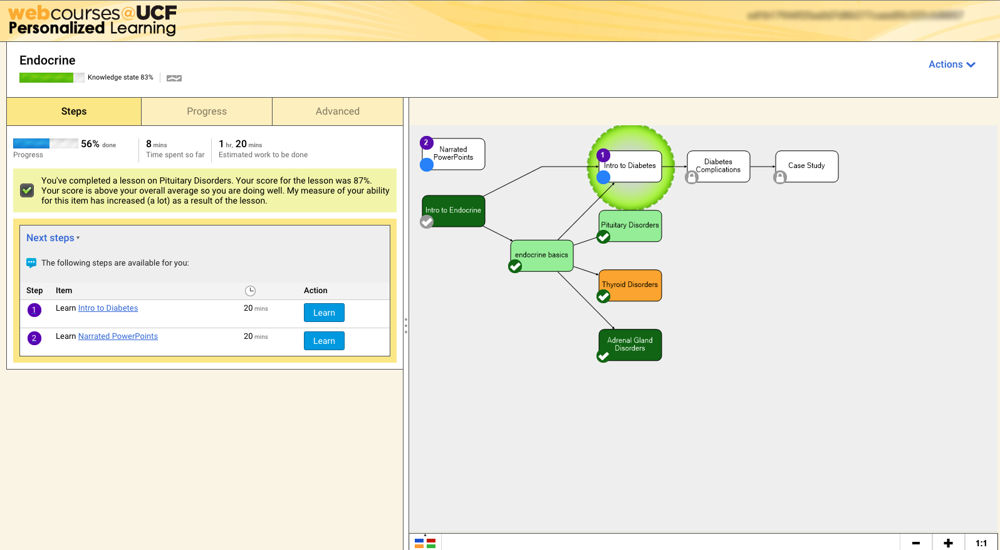 webcourses@UCF
Personalized Learning
Endocrine
Actions
Knowledge state 83%
Steps
Progress
Advanced
56% done
Progress
8 mins
Time spent so far
1 hr, 20 mins
Estimated work to be done
You've completed a lesson on Pituitary Disorders. Your score for the lesson was 87%.
Your score is above your overall average so you are doing well. My measure of your ability
for this item has increased (a lot) as a result of the lesson.
Next steps
The following steps are available for you:
Step Item Action
1 Learn Intro to Diabetes 20 mins Learn
2 Learn Narrated PowerPoints 20 mins Learn
2
Narrated
PowerPoints
1
Intro to Diabetes
Diabetes
Complications
Case Study
Intro to Endocrine
Pituitary Disorders
endocrine basics
Thyroid Disorders
Adrenal Gland
Disorders
1:1